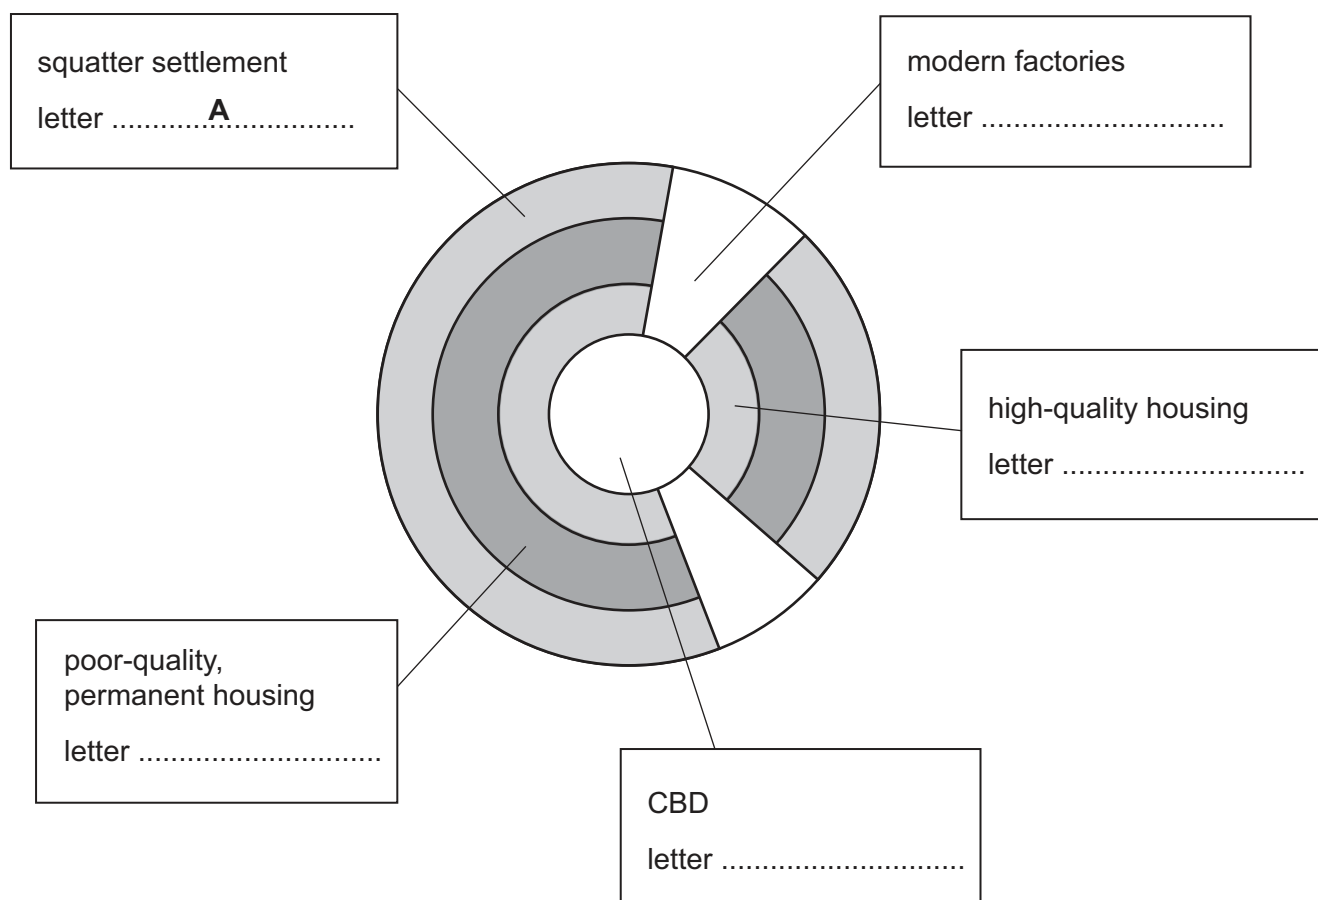 squatter settlement
letter ..............A..............
modern factories
letter ..............................
high-quality housing
letter ..............................
poor-quality,
permanent housing
letter ..............................
CBD
letter ..............................